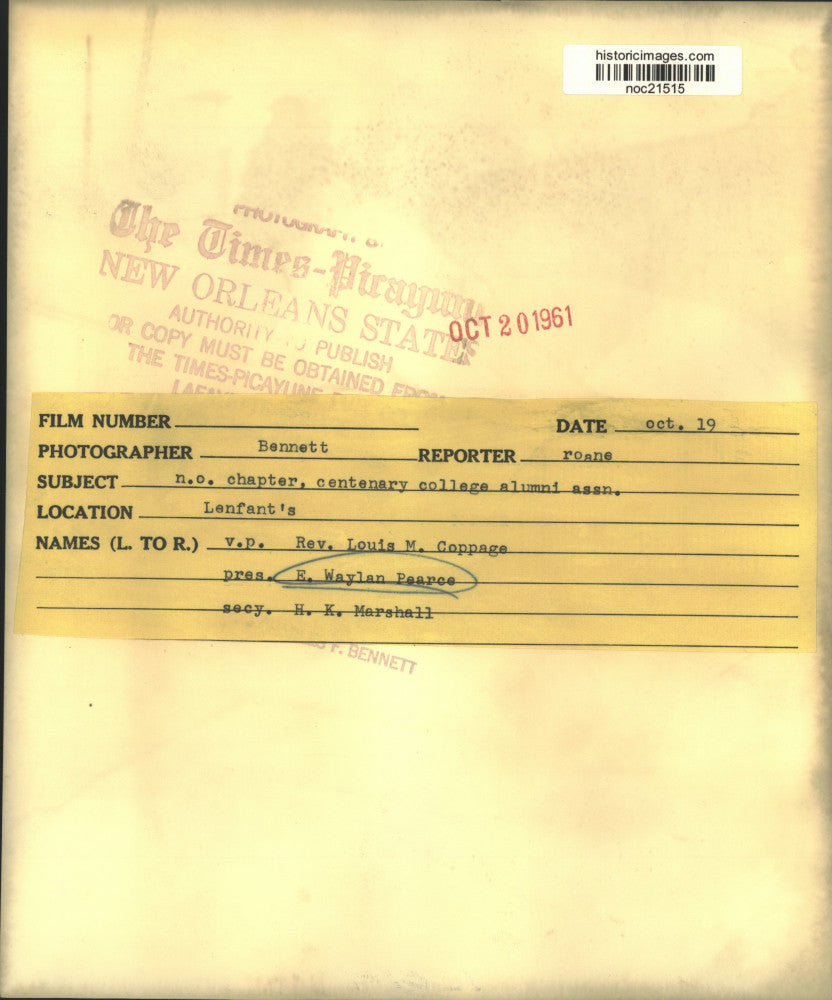 historicimages.com
noc21515
PHOTOGRAPH BY
The Times-Picayune
NEW ORLEANS STATES
OCT 20 1961
AUTHORITY TO PUBLISH
OR COPY MUST BE OBTAINED FROM
THE TIMES-PICAYUNE
FILM NUMBER
DATE oct. 19
PHOTOGRAPHER Bennett REPORTER roane
SUBJECT n.o. chapter, centenary college alumni assn.
LOCATION Lenfant's
NAMES (L. TO R.) v.p. Rev. Louis M. Coppage
pres. E. Waylan Pearce
secy. H. K. Marshall
F. BENNETT